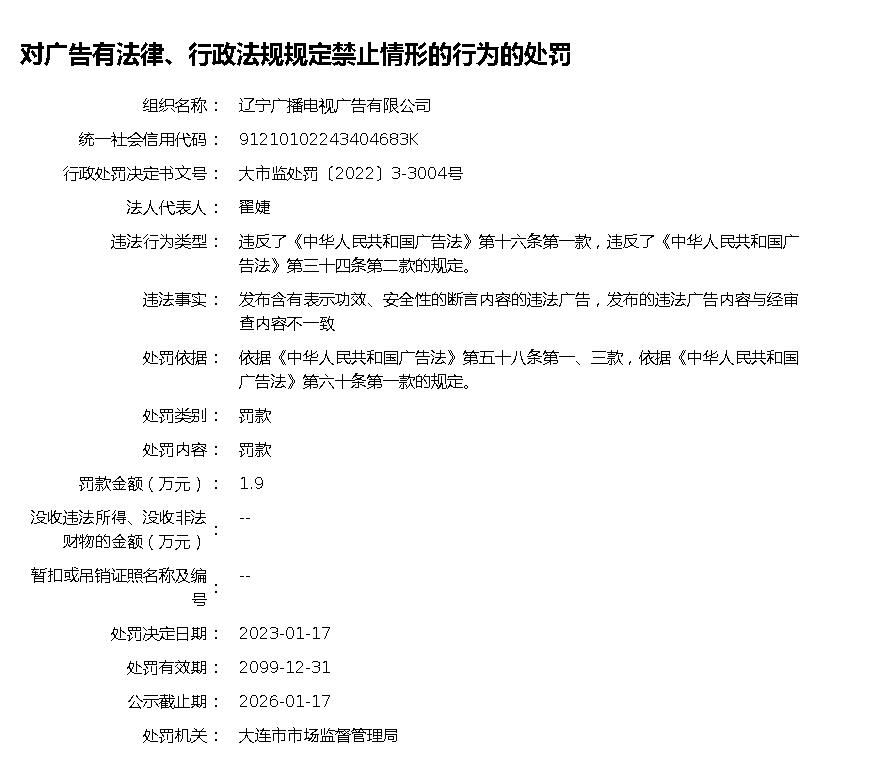 对广告有法律、行政法规规定禁止情形的行为的处罚
组织名称： 辽宁广播电视广告有限公司
统一社会信用代码： 91210102243404683K
行政处罚决定书文号： 大市监处罚〔2022〕3-3004号
法人代表人： 翟婕
违法行为类型： 违反了《中华人民共和国广告法》第十六条第一款，违反了《中华人民共和国广
告法》第三十四条第二款的规定。
违法事实： 发布含有表示功效、安全性的断言内容的违法广告，发布的违法广告内容与经审
查内容不一致
处罚依据： 依据《中华人民共和国广告法》第五十八条第一、三款，依据《中华人民共和国
广告法》第六十条第一款的规定。
处罚类别： 罚款
处罚内容： 罚款
罚款金额（万元）： 1.9
没收违法所得、没收非法
财物的金额（万元）： --
暂扣或吊销证照名称及编
号： --
处罚决定日期： 2023-01-17
处罚有效期： 2099-12-31
公示截止期： 2026-01-17
处罚机关： 大连市市场监督管理局